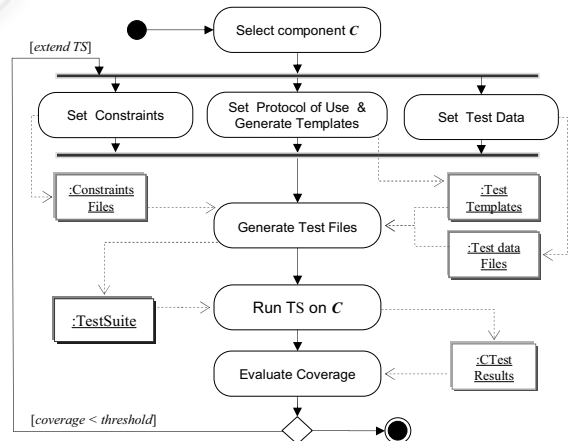 Select component C
[extend TS]
Set Constraints
Set Protocol of Use &
Generate Templates
Set Test Data
:Constraints
Files
:Test
Templates
Generate Test Files
:Test data
Files
:TestSuite
Run TS on C
Evaluate Coverage
:CTest
Results
[coverage < threshold]